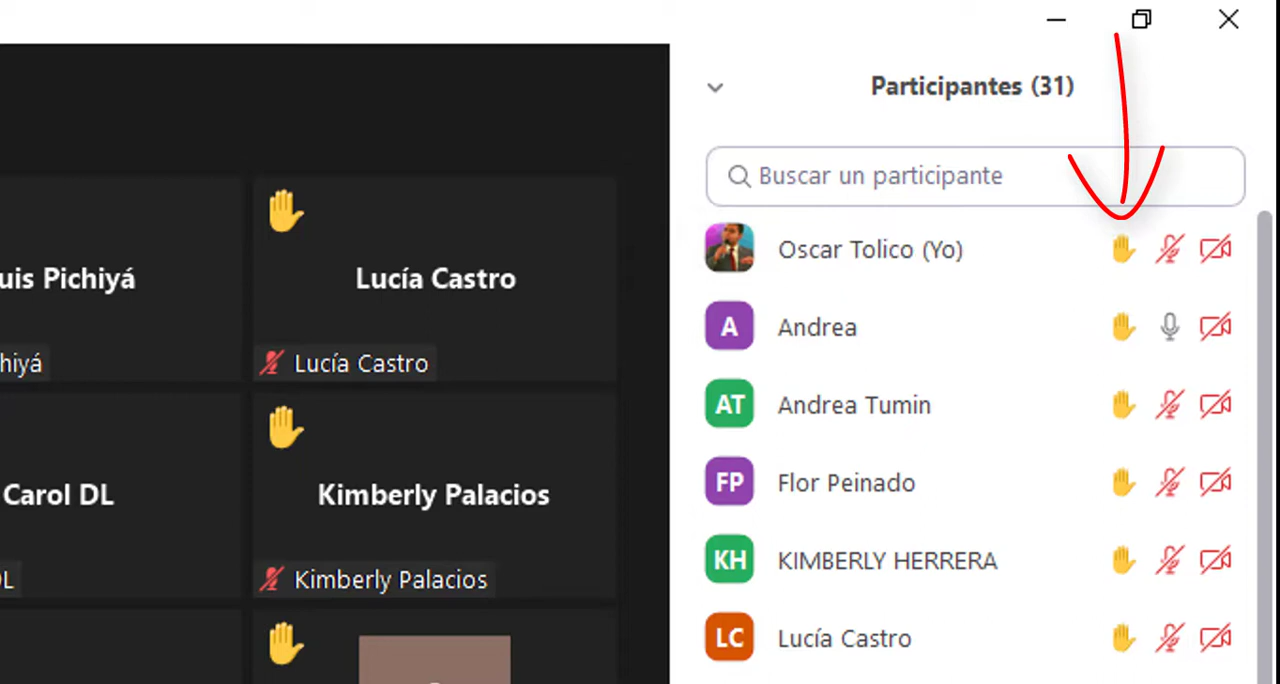 Participantes (31)
Buscar un participante
uis Pichiyá
hiyá
Lucía Castro
Lucía Castro
Carol DL
DL
Kimberly Palacios
Kimberly Palacios
Oscar Tolico (Yo)
A Andrea
AT Andrea Tumin
FP Flor Peinado
KH KIMBERLY HERRERA
LC Lucía Castro